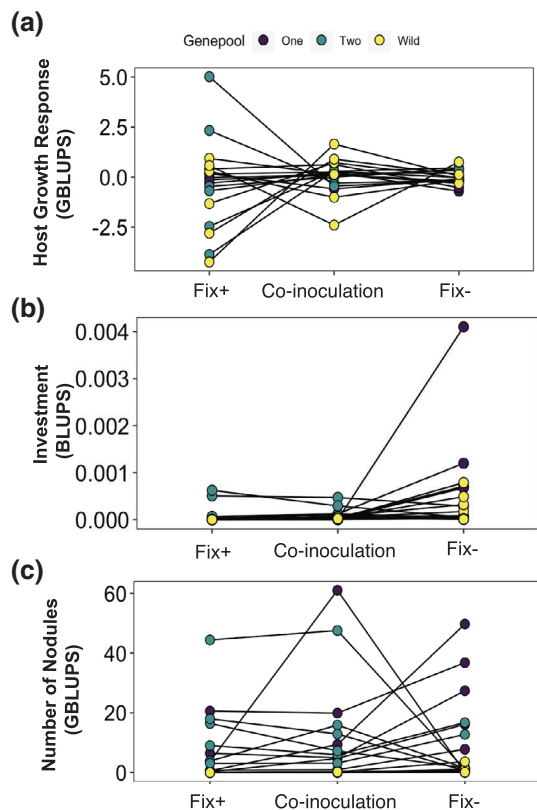 (a)
Genepool One Two Wild
Host Growth Response
(GBLUPS)
5.0
2.5
0.0
-2.5
Fix+ Co-inoculation Fix-
(b)
Investment
(BLUPS)
0.004
0.003
0.002
0.001
0.000
Fix+ Co-inoculation Fix-
(c)
Number of Nodules
(GBLUPS)
60
40
20
0
Fix+ Co-inoculation Fix-